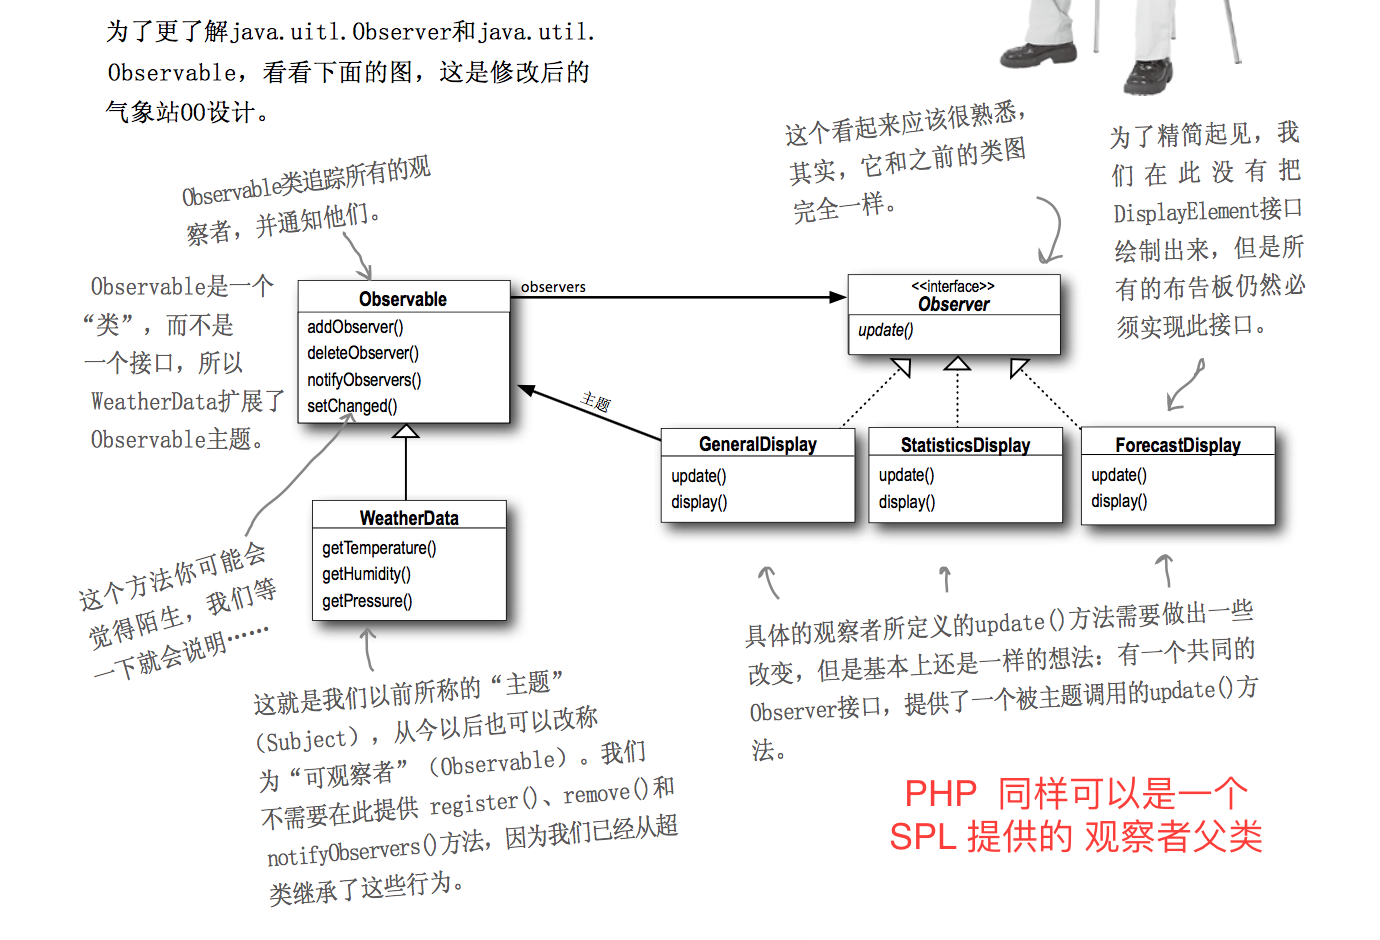 为了更了解java.uitl.Observer和java.util.
Observable，看看下面的图，这是修改后的
气象站OO设计。
Observable类追踪所有的观
察者，并通知他们。
这个看起来应该很熟悉，
其实，它和之前的类图
完全一样。
为了精简起见，我
们在此没有把
DisplayElement接口
绘制出来，但是所
有的布告板仍然必
须实现此接口。
Observable是一个
“类”，而不是
一个接口，所以
WeatherData扩展了
Observable主题。
Observable
addObserver()
deleteObserver()
notifyObservers()
setChanged()
observers
<<interface>>
Observer
update()
主题
GeneralDisplay
update()
display()
StatisticsDisplay
update()
display()
ForecastDisplay
update()
display()
WeatherData
getTemperature()
getHumidity()
getPressure()
这个方法你可能会
觉得陌生，我们等
一下就会说明……
这就是我们以前所称的“主题”
（Subject），从今以后也可以改称
为“可观察者”（Observable）。我们
不需要在此提供 register()、remove()和
notifyObservers()方法，因为我们已经从超
类继承了这些行为。
具体的观察者所定义的update()方法需要做出一些
改变，但是基本上还是一样的想法：有一个共同的
Observer接口，提供了一个被主题调用的update()方
法。
PHP 同样可以是一个
SPL 提供的 观察者父类